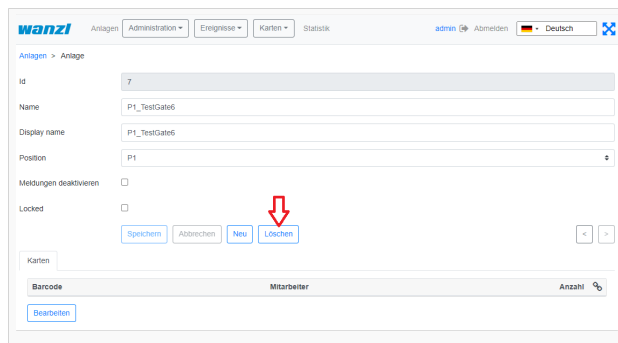 wanzl Anlagen Administration Ereignisse Karten Statistik admin Abmelden Deutsch
Anlagen > Anlage
Id 7
Name P1_TestGate6
Display name P1_TestGate6
Position P1
Meldungen deaktivieren
Locked
Speichern Abbrechen Neu Löschen < >
Karten
Barcode Mitarbeiter Anzahl
Bearbeiten